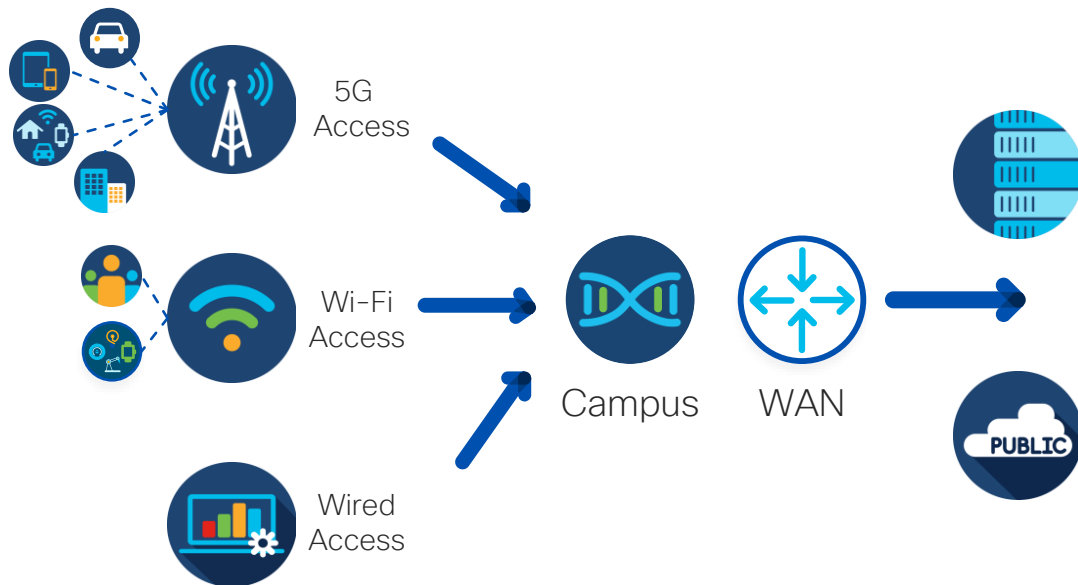 5G
Access
Wi-Fi
Access
Wired
Access
Campus
WAN
PUBLIC